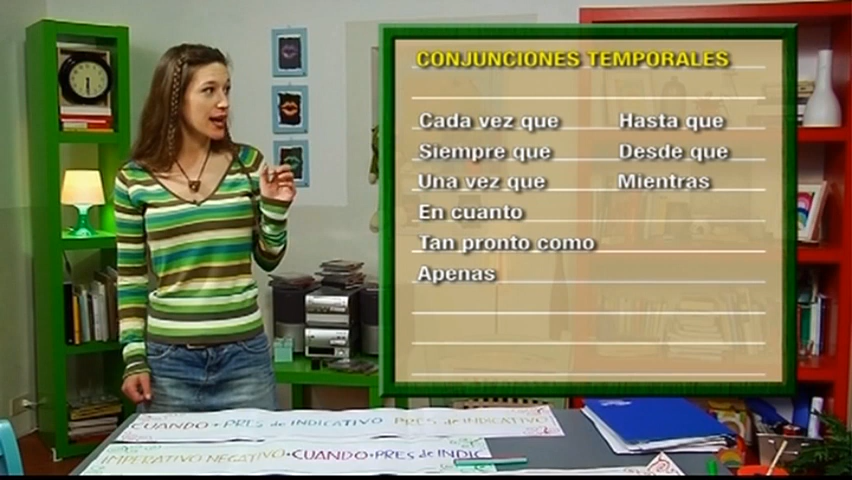 CONJUNCIONES TEMPORALES
Cada vez que
Siempre que
Una vez que
En cuanto
Tan pronto como
Apenas
Hasta que
Desde que
Mientras
CUANDO + PRES de INDICATIVO PRES de INDICATIVO
IMPERATIVO NEGATIVO + CUANDO + PRES de INDIC